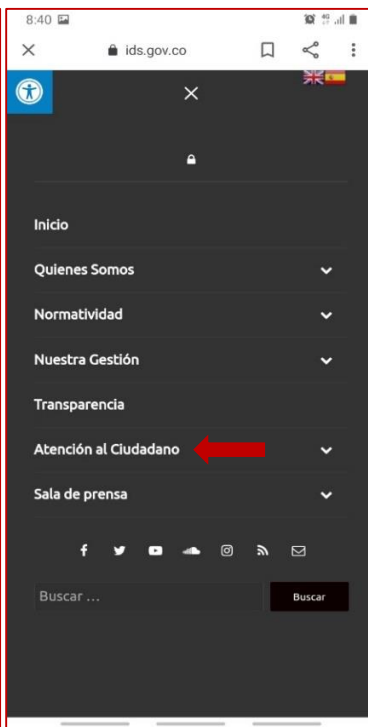 8:40
ids.gov.co
Inicio
Quienes Somos
Normatividad
Nuestra Gestión
Transparencia
Atención al Ciudadano
Sala de prensa
Buscar ...
Buscar